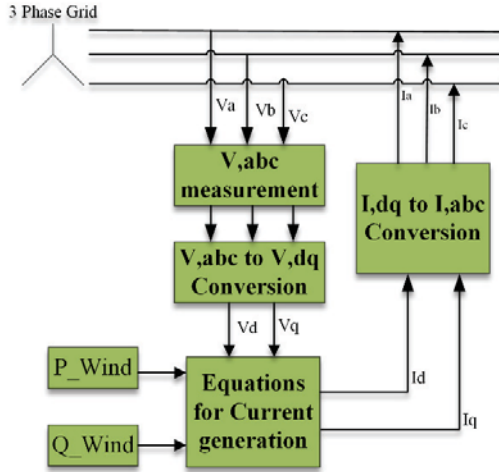 3 Phase Grid
Va
Vb
Vc
Ia
Ib
Ic
V,abc
measurement
I,dq to I,abc
Conversion
V,abc to V,dq
Conversion
Vd
Vq
P_Wind
Equations
for Current
generation
Id
Iq
Q_Wind